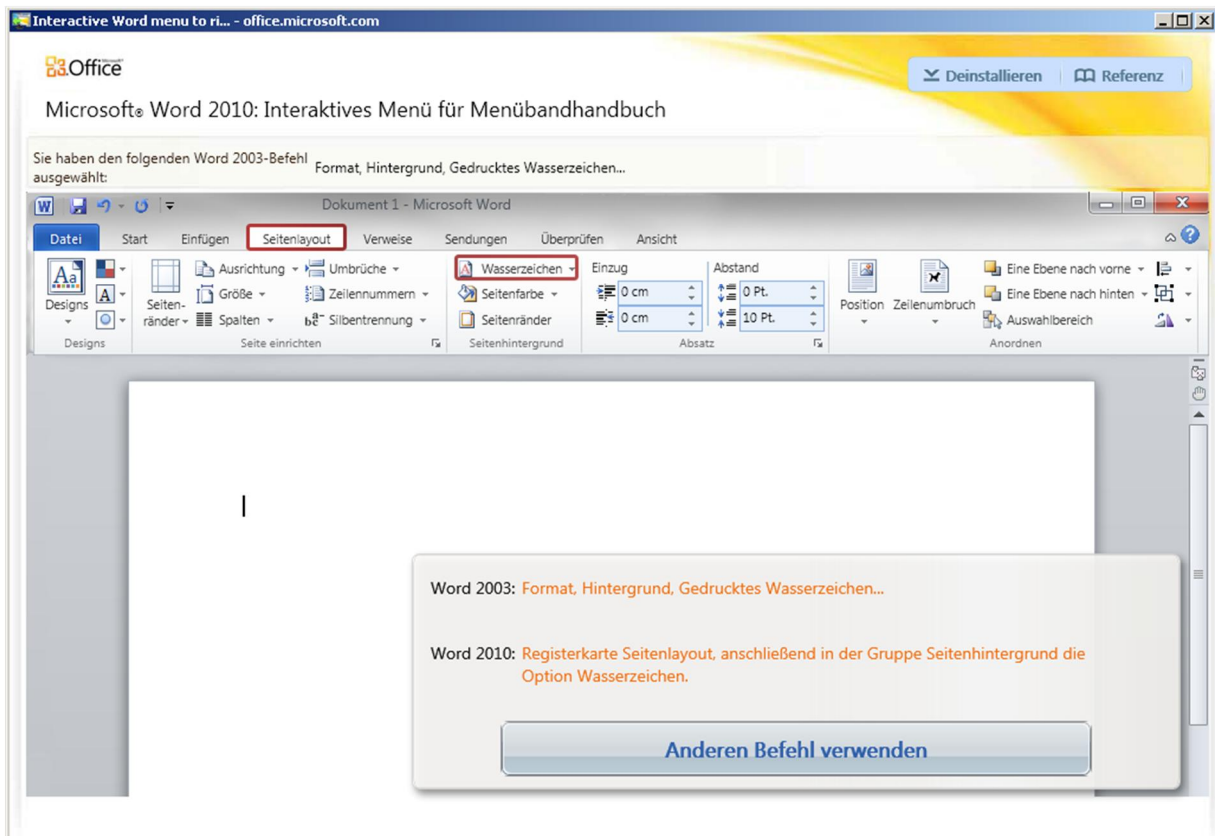 Interactive Word menu to ri... - office.microsoft.com
Office
Deinstallieren
Referenz
Microsoft® Word 2010: Interaktives Menü für Menübandhandbuch
Sie haben den folgenden Word 2003-Befehl
ausgewählt:
Format, Hintergrund, Gedrucktes Wasserzeichen...
W
Dokument 1 - Microsoft Word
Datei Start Einfügen Seitenlayout Verweise Sendungen Überprüfen Ansicht
Ausrichtung Umbrüche Wasserzeichen Einzug Abstand Eine Ebene nach vorne
Designs Seiten- Größe Zeilennummern Seitenfarbe 0 cm 0 Pt. Position Zeilenumbruch Eine Ebene nach hinten
ränder Spalten Silbentrennung Seitenränder 0 cm 10 Pt. Auswahlbereich
Designs Seite einrichten Seitenhintergrund Absatz Anordnen
Word 2003: Format, Hintergrund, Gedrucktes Wasserzeichen...
Word 2010: Registerkarte Seitenlayout, anschließend in der Gruppe Seitenhintergrund die
Option Wasserzeichen.
Anderen Befehl verwenden